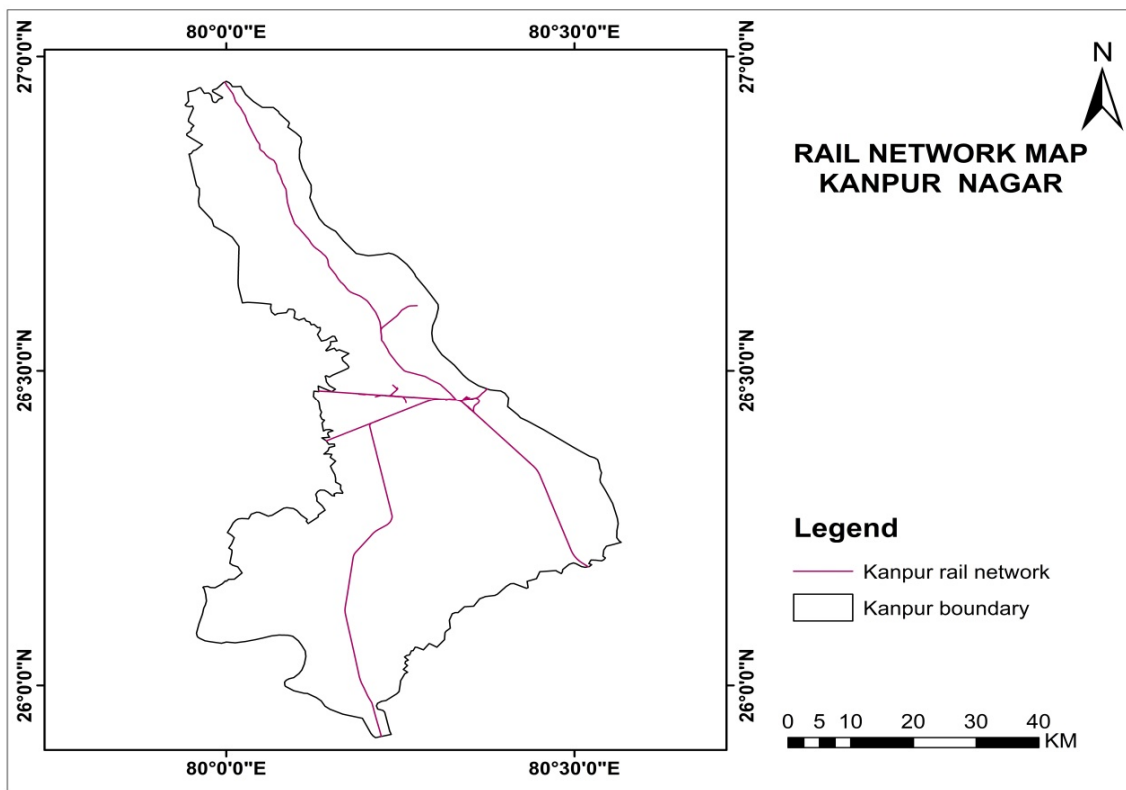 80°0'0"E 80°30'0"E
27°0'0"N 27°0'0"N
N
RAIL NETWORK MAP
KANPUR NAGAR
26°30'0"N 26°30'0"N
Legend
Kanpur rail network
Kanpur boundary
26°0'0"N 26°0'0"N
0 5 10 20 30 40
KM
80°0'0"E 80°30'0"E